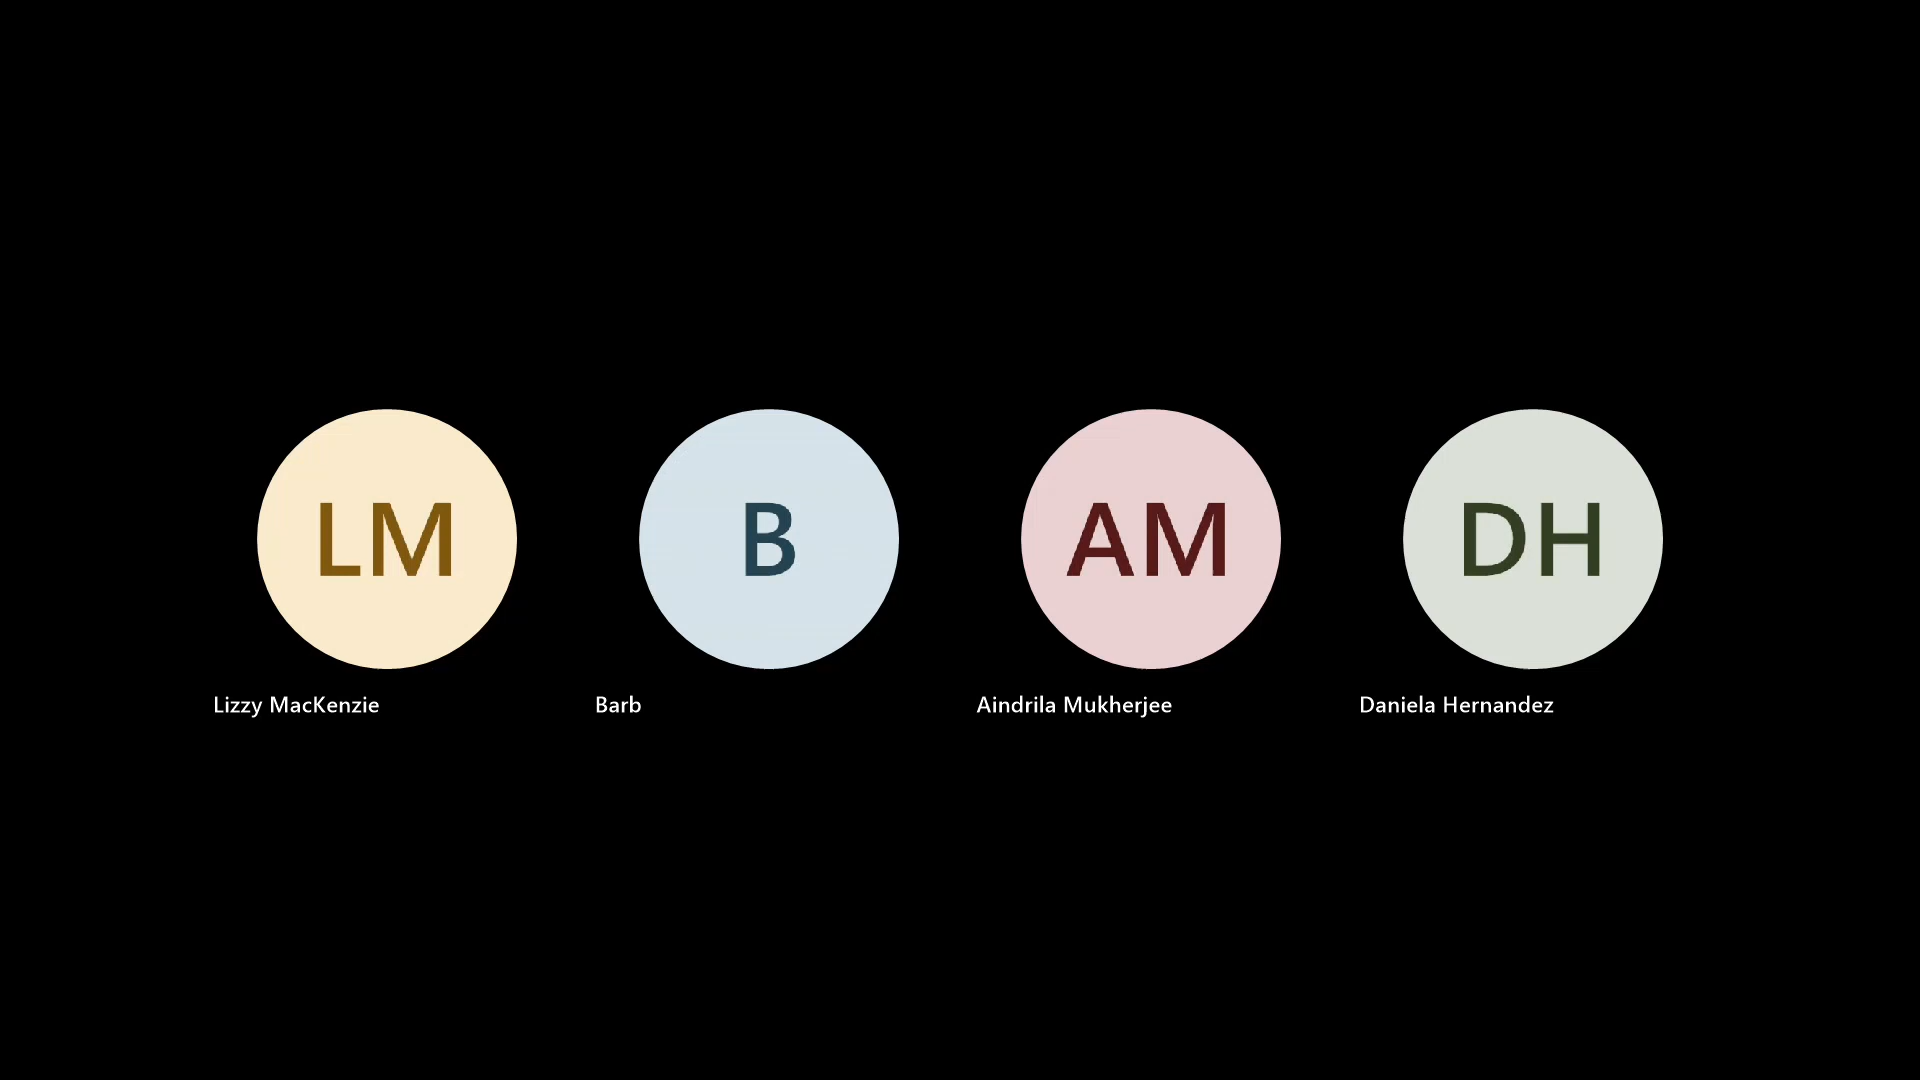 LM
B
AM
DH
Lizzy MacKenzie
Barb
Aindrila Mukherjee
Daniela Hernandez